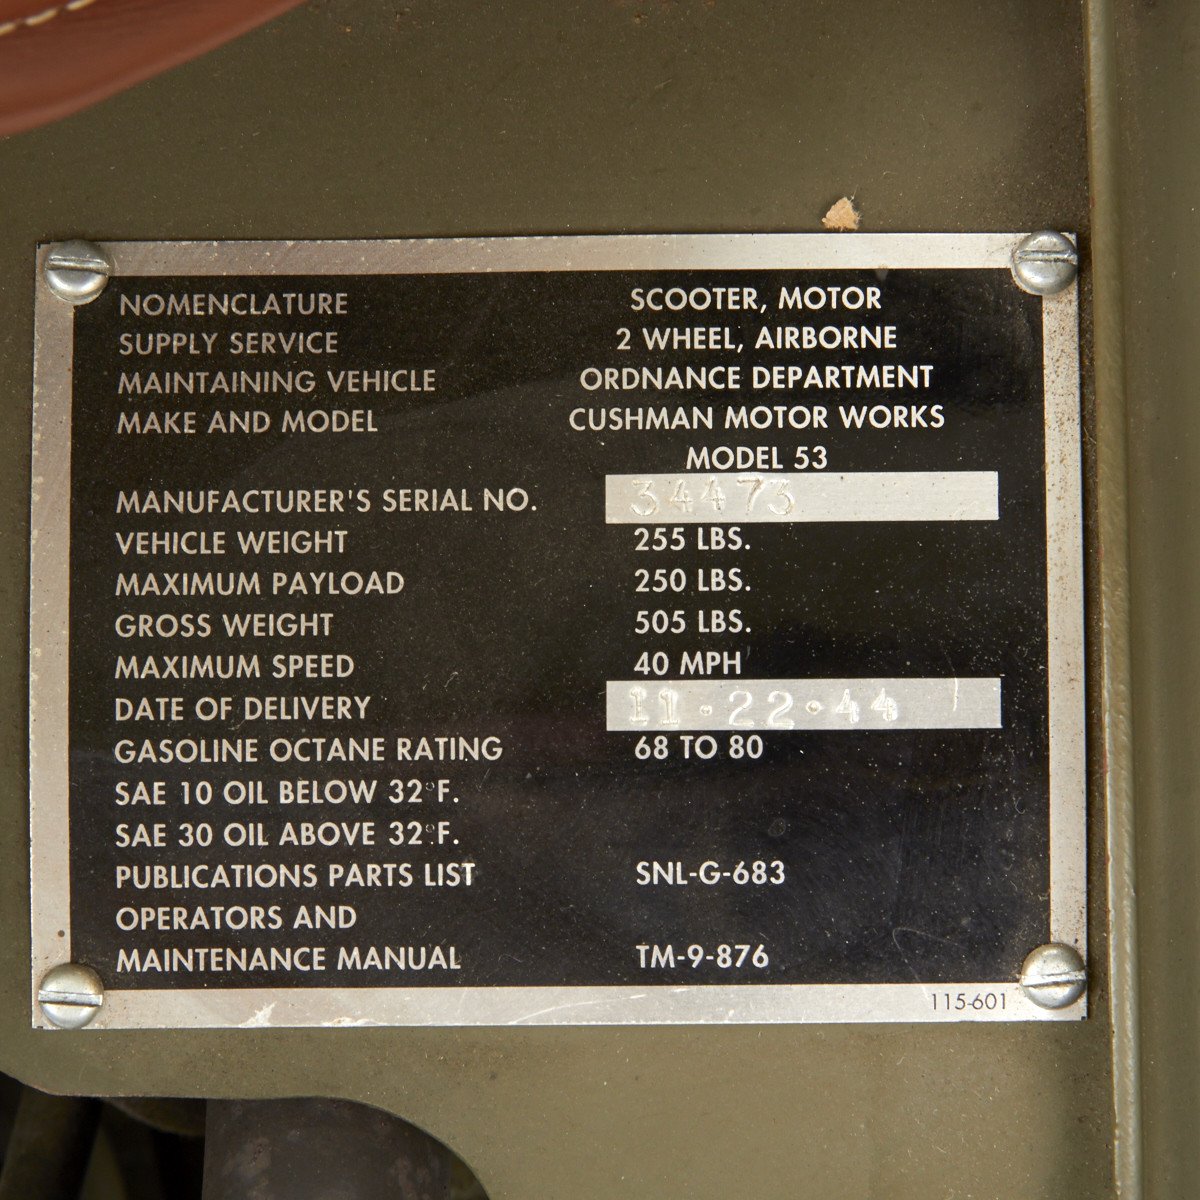 NOMENCLATURE SCOOTER, MOTOR
SUPPLY SERVICE 2 WHEEL, AIRBORNE
MAINTAINING VEHICLE ORDNANCE DEPARTMENT
MAKE AND MODEL CUSHMAN MOTOR WORKS
MODEL 53
MANUFACTURER'S SERIAL NO. 34473
VEHICLE WEIGHT 255 LBS.
MAXIMUM PAYLOAD 250 LBS.
GROSS WEIGHT 505 LBS.
MAXIMUM SPEED 40 MPH
DATE OF DELIVERY 11·22·44
GASOLINE OCTANE RATING 68 TO 80
SAE 10 OIL BELOW 32°F.
SAE 30 OIL ABOVE 32°F.
PUBLICATIONS PARTS LIST SNL-G-683
OPERATORS AND
MAINTENANCE MANUAL TM-9-876
115-601